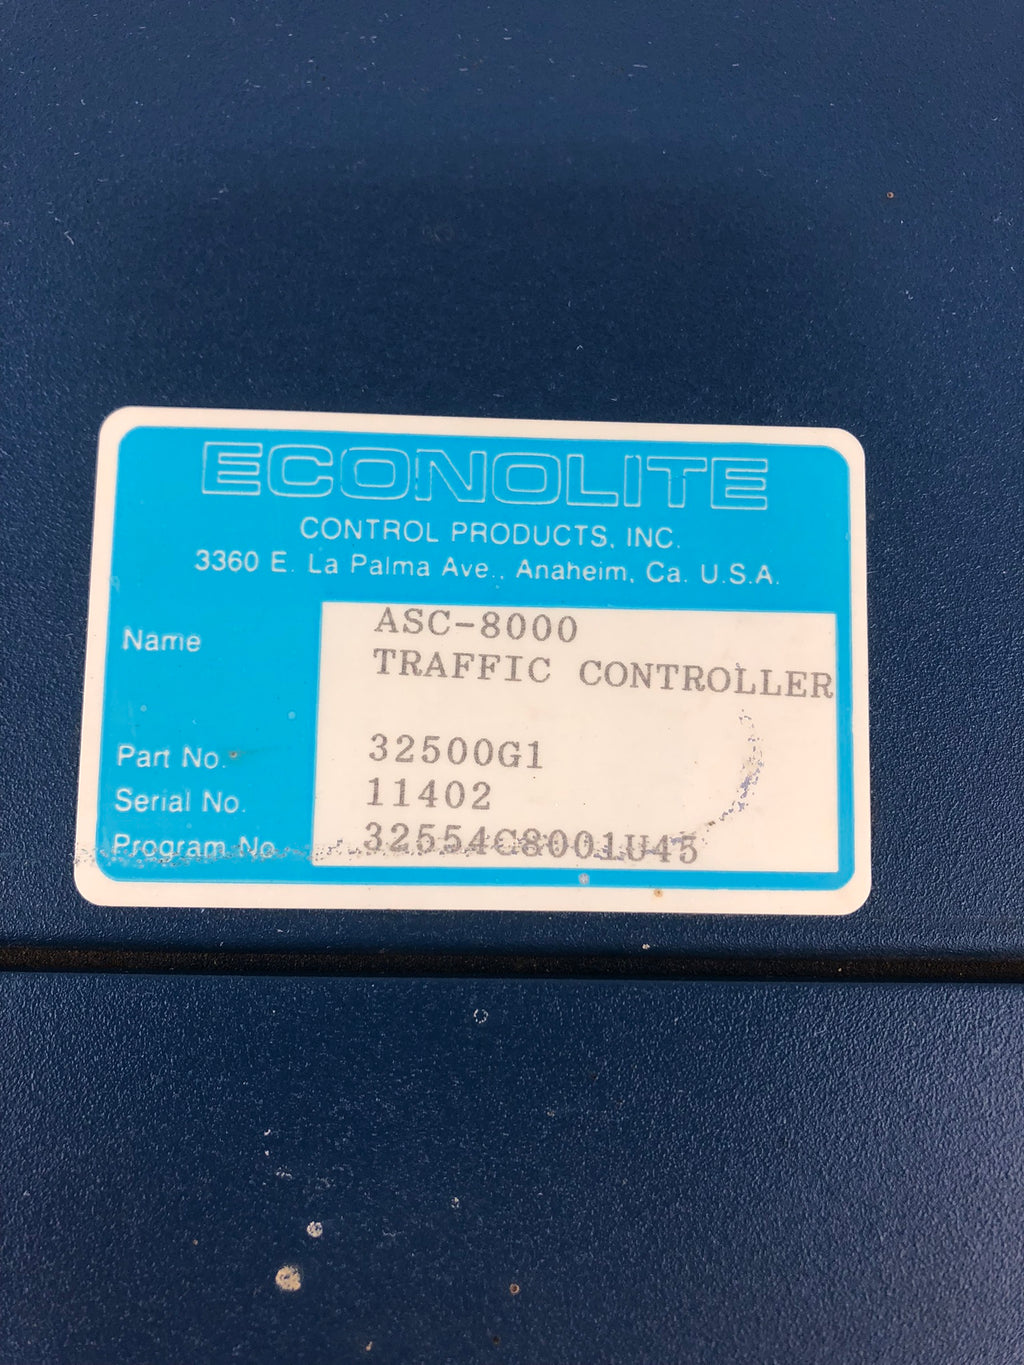 ECONOLITE
CONTROL PRODUCTS, INC.
3360 E. La Palma Ave., Anaheim, Ca. U.S.A.
Name ASC-8000
TRAFFIC CONTROLLER
Part No. 32500G1
Serial No. 11402
Program No. 32554C8001U45